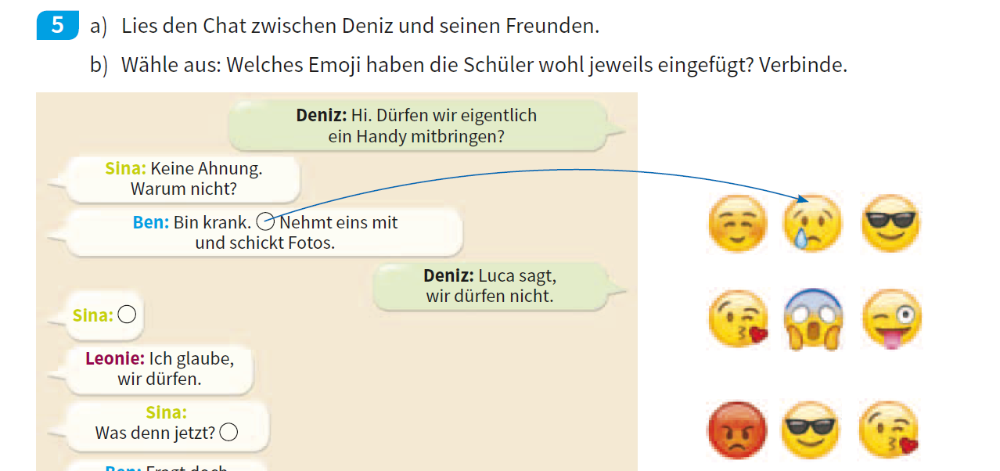 5 a) Lies den Chat zwischen Deniz und seinen Freunden.
b) Wähle aus: Welches Emoji haben die Schüler wohl jeweils eingefügt? Verbinde.
Deniz: Hi. Dürfen wir eigentlich
ein Handy mitbringen?
Sina: Keine Ahnung.
Warum nicht?
Ben: Bin krank. Nehmt eins mit
und schickt Fotos.
Deniz: Luca sagt,
wir dürfen nicht.
Sina:
Leonie: Ich glaube,
wir dürfen.
Sina:
Was denn jetzt?
Ben: Fragt doch